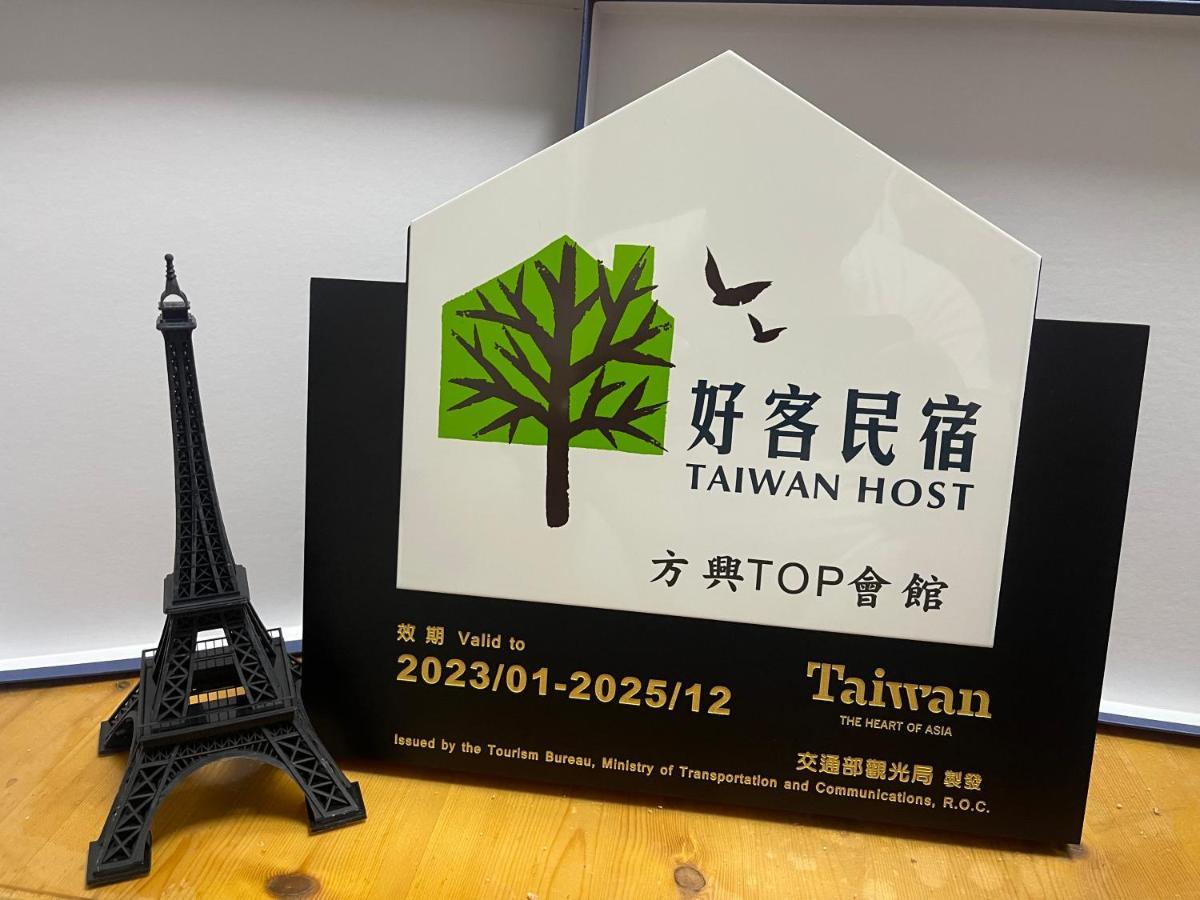 好客民宿
TAIWAN HOST
方興TOP會館
效期 Valid to
2023/01-2025/12
Taiwan
THE HEART OF ASIA
交通部觀光局 製發
Issued by the Tourism Bureau, Ministry of Transportation and Communications, R.O.C.